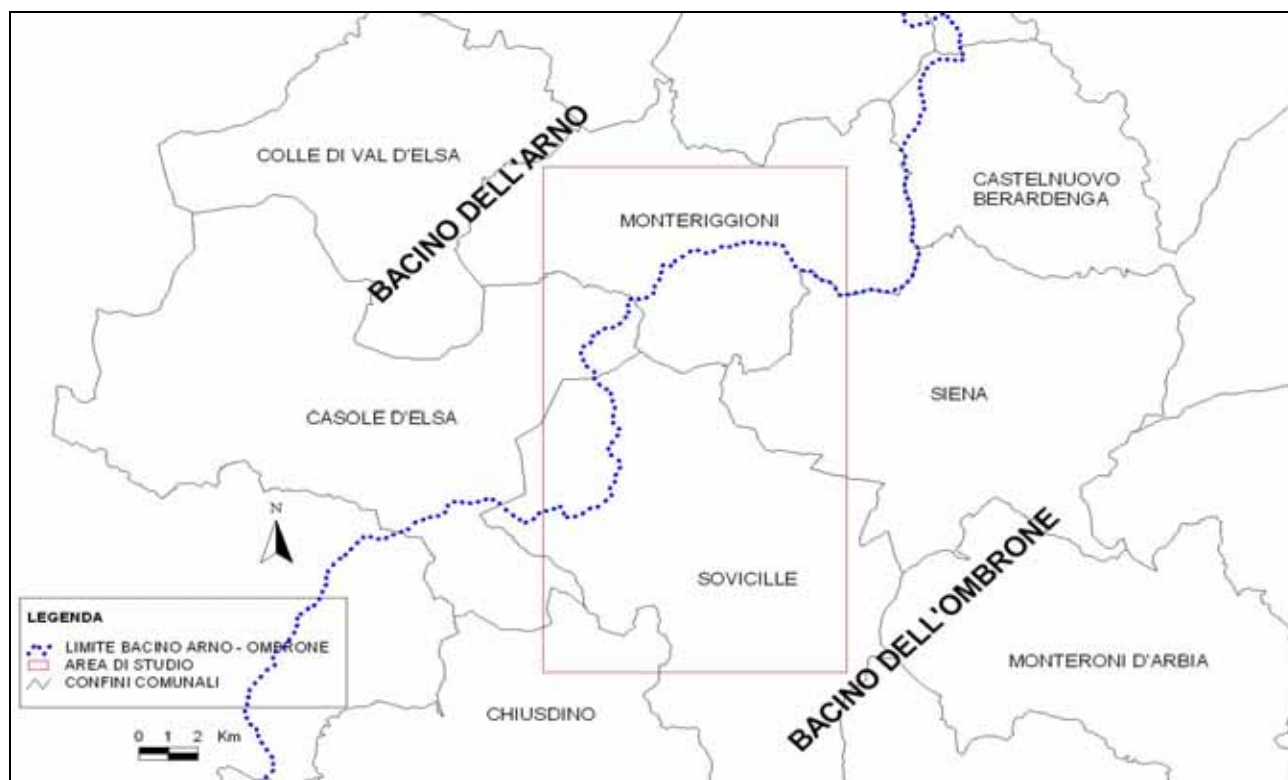 COLLE DI VAL D'ELSA
BACINO DELL'ARNO
CASTELNUOVO
BERARDENGA
MONTERIGGIONI
CASOLE D'ELSA
SIENA
N
SOVICILLE
BACINO DELL'OMBRONE
MONTERONI D'ARBIA
CHIUSDINO
LEGENDA
LIMITE BACINO ARNO - OMBRONE
AREA DI STUDIO
CONFINI COMUNALI
0 1 2 Km